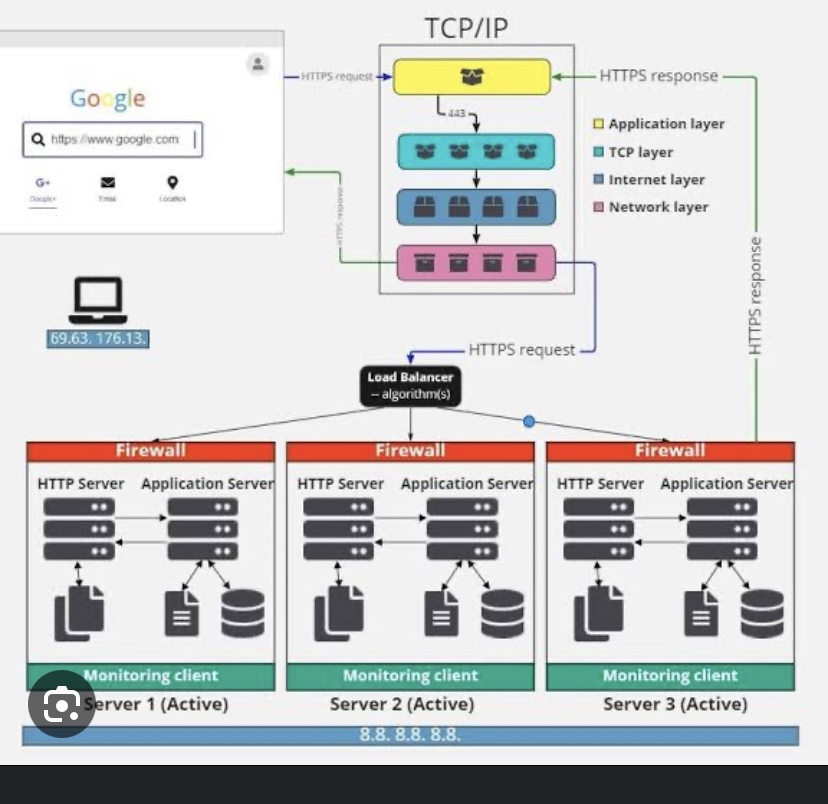 TCP/IP
HTTPS request
HTTPS response
Google
https://www.google.com
443
Application layer
TCP layer
Internet layer
Network layer
Google+
Email
Location
HTTPS response
HTTPS response
69.63. 176.13.
HTTPS request
Load Balancer
-- algorithm(s)
Firewall
Firewall
Firewall
HTTP Server
Application Server
HTTP Server
Application Server
HTTP Server
Application Server
Monitoring client
Monitoring client
Monitoring client
Server 1 (Active)
Server 2 (Active)
Server 3 (Active)
8.8. 8.8. 8.8.